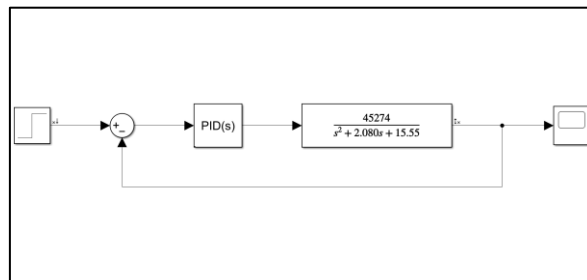 +
−
PID(s)
45274
s² + 2.080s + 15.55